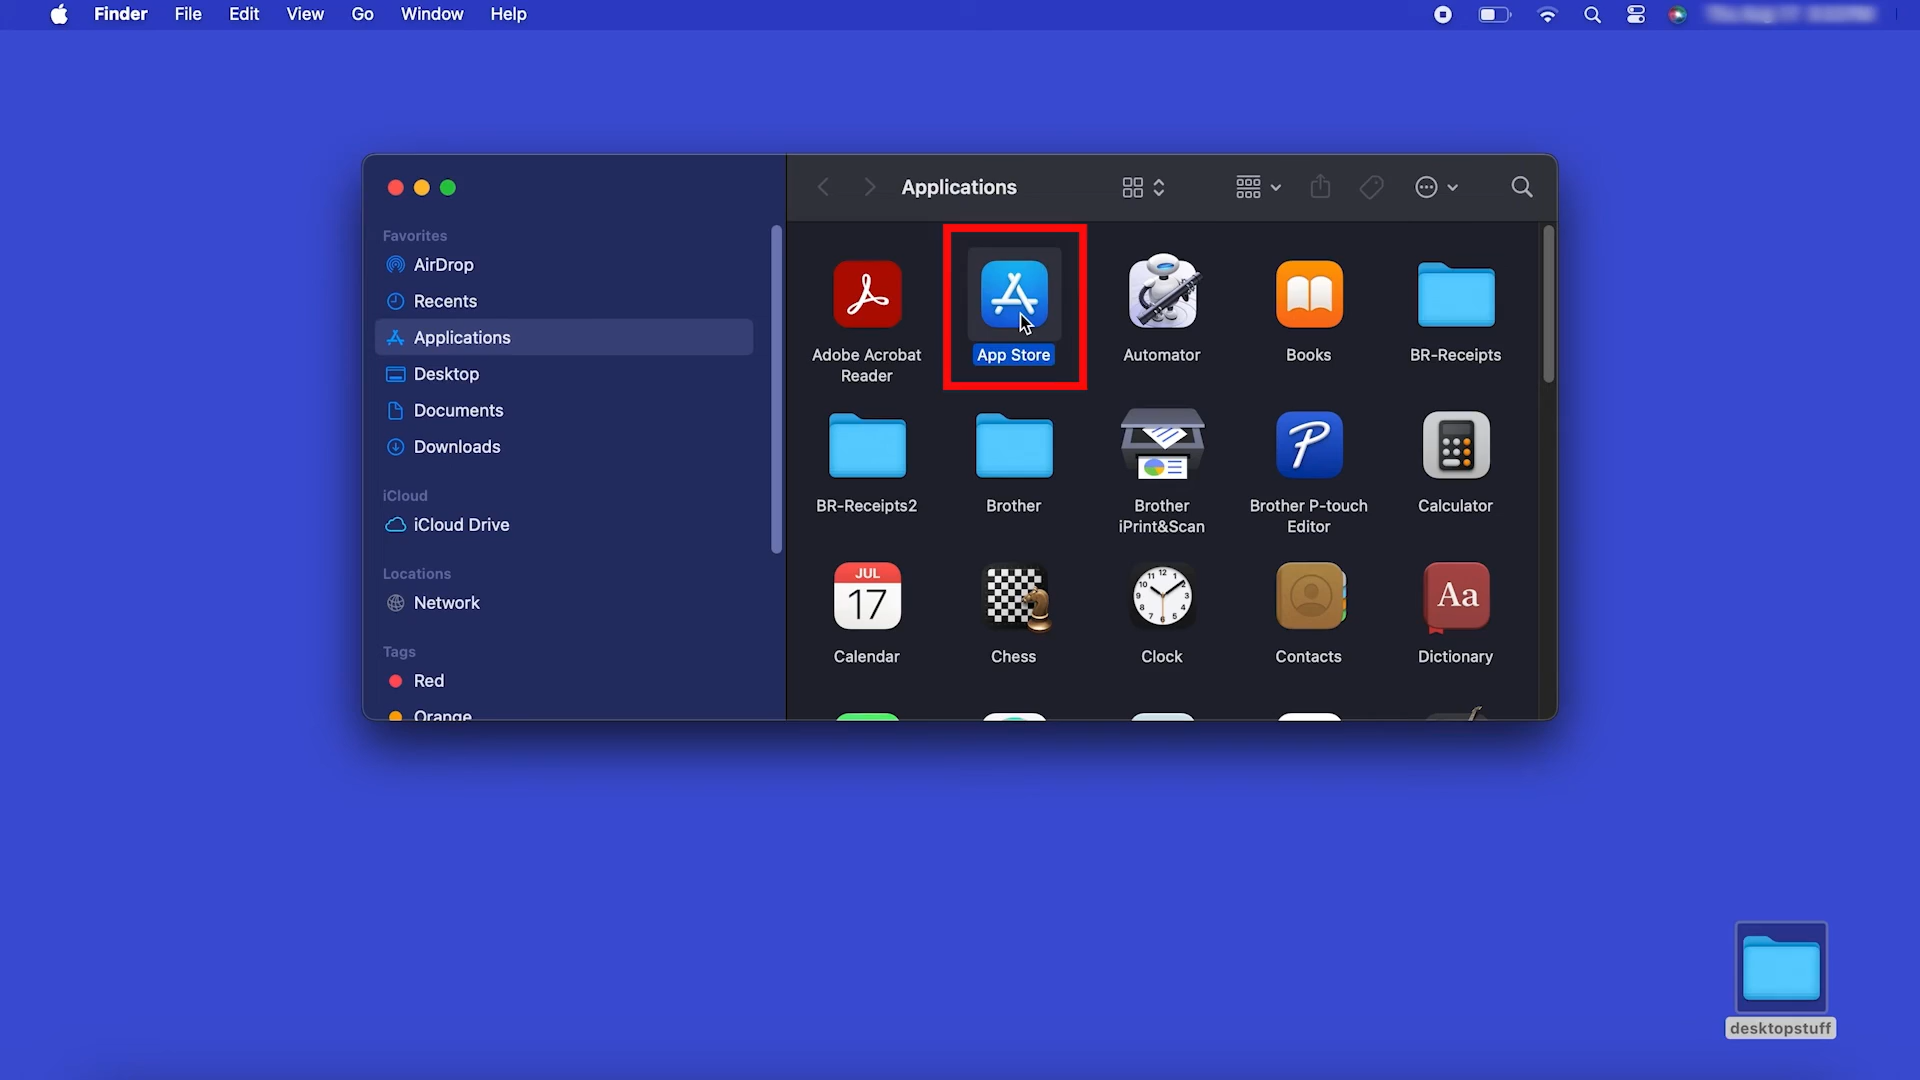 Finder File Edit View Go Window Help
Applications
Favorites
AirDrop
Recents
Applications
Desktop
Documents
Downloads
iCloud
iCloud Drive
Locations
Network
Tags
Red
Orange
Adobe Acrobat
Reader
App Store
Automator
Books
BR-Receipts
BR-Receipts2
Brother
Brother
iPrint&Scan
Brother P-touch
Editor
Calculator
JUL
17
Calendar
Chess
Clock
Contacts
Aa
Dictionary
desktopstuff